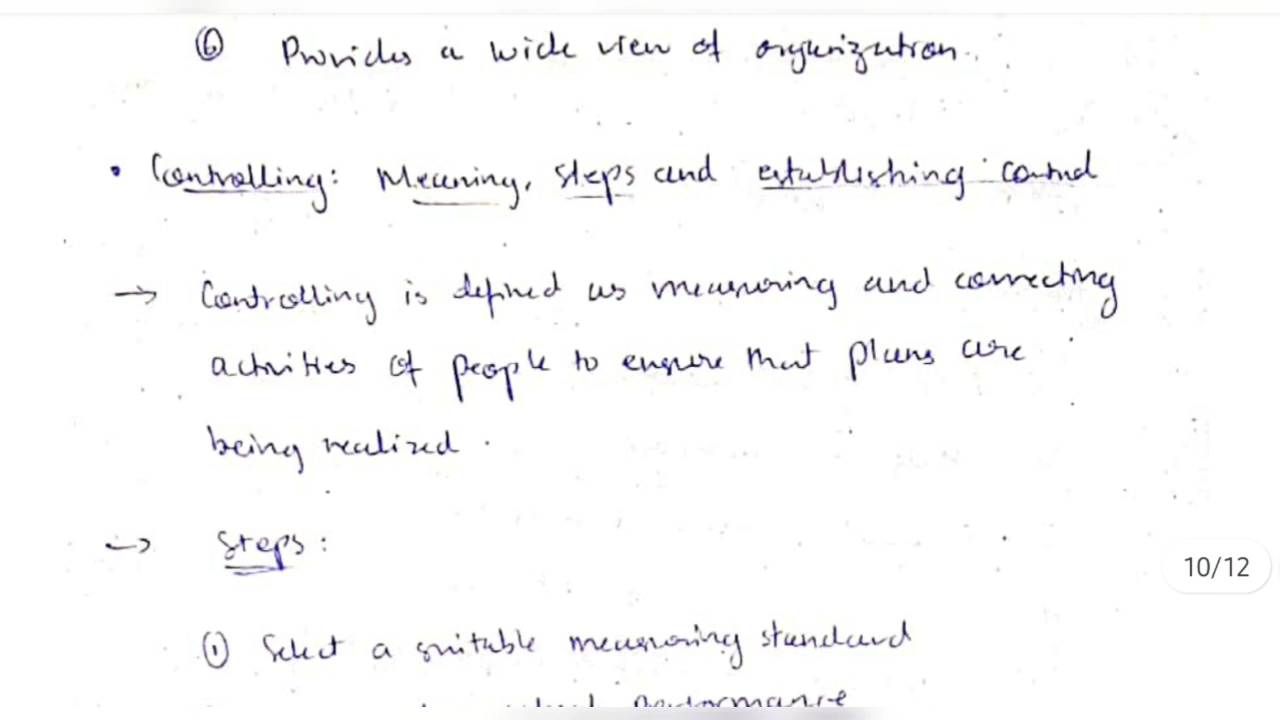 ⑥ Provides a wide view of organization.
• Controlling: Meaning, steps and establishing control
→ Controlling is defined as measuring and correcting
activities of people to ensure that plans are
being realized.
→ Steps:
10/12
① Select a suitable measuring standard
performance